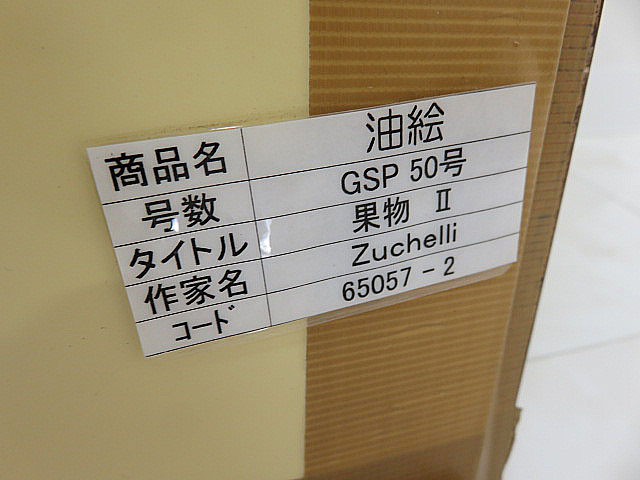 商品名 油絵
号数 GSP 50号
タイトル 果物 Ⅱ
作家名 Zuchelli
コード 65057-2